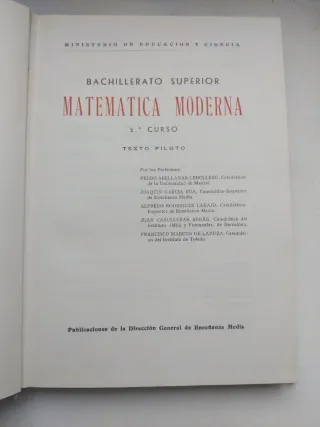 MINISTERIO DE EDUCACION Y CIENCIA
BACHILLERATO SUPERIOR
MATEMATICA MODERNA
5.º CURSO
TEXTO PILOTO
Por los Profesores:
PEDRO ABELLANAS CEBOLLERO, Catedrático
de la Universidad de Madrid.
JOAQUIN GARCIA RUA, Catedrático-Inspector
de Enseñanza Media.
ALFREDO RODRIGUEZ LABAJO, Catedrático-
Inspector de Enseñanza Media.
JUAN CASULLERAS REGAS, Catedrático del
Instituto «Milá y Fontanals», de Barcelona.
FRANCISCO MARCOS DE LANUZA, Catedráti-
co del Instituto de Toledo.
Publicaciones de la Dirección General de Enseñanza Media